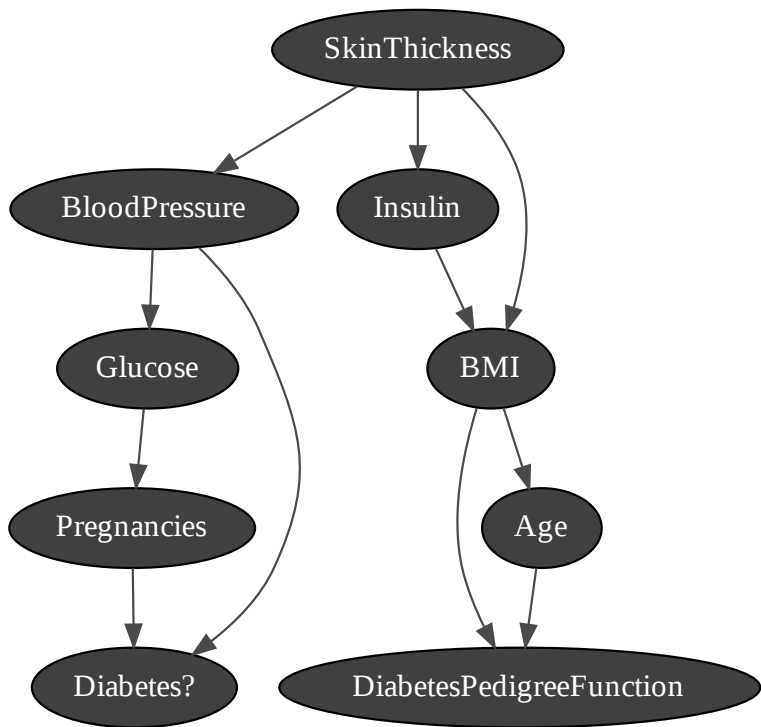 SkinThickness
BloodPressure
Insulin
Glucose
BMI
Pregnancies
Age
Diabetes?
DiabetesPedigreeFunction